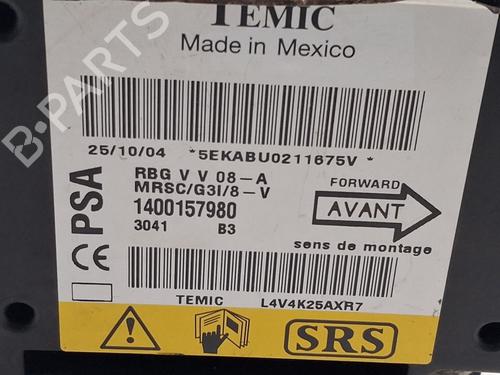 TEMIC
Made in Mexico
25/10/04 *5EKABU0211675V *
RBG V V 08-A
MRSC/G3I/8-V
1400157980
3041 B3
PSA
CE
FORWARD
AVANT
sens de montage
TEMIC L4V4K25AXR7
SRS
B-PARTS